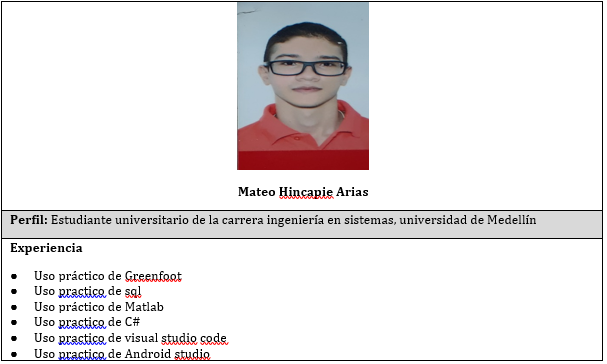 Mateo Hincapie Arias
Perfil: Estudiante universitario de la carrera ingeniería en sistemas, universidad de Medellín
Experiencia
● Uso práctico de Greenfoot
● Uso practico de sql
● Uso práctico de Matlab
● Uso practico de C#
● Uso practico de visual studio code
● Uso practico de Android studio